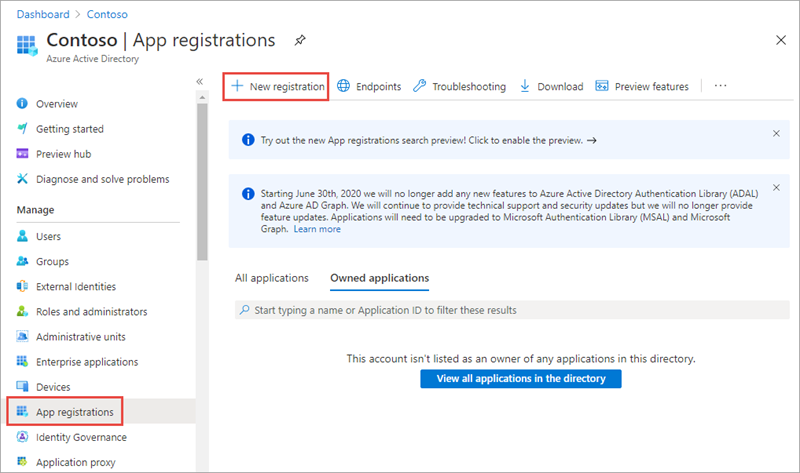 Dashboard > Contoso >
Contoso | App registrations
Azure Active Directory
New registration
Endpoints
Troubleshooting
Download
Preview features
Overview
Getting started
Preview hub
Diagnose and solve problems
Manage
Users
Groups
External Identities
Roles and administrators
Administrative units
Enterprise applications
Devices
App registrations
Identity Governance
Application proxy
Try out the new App registrations search preview! Click to enable the preview. →
Starting June 30th, 2020 we will no longer add any new features to Azure Active Directory Authentication Library (ADAL)
and Azure AD Graph. We will continue to provide technical support and security updates but we will no longer provide
feature updates. Applications will need to be upgraded to Microsoft Authentication Library (MSAL) and Microsoft
Graph. Learn more
All applications
Owned applications
Start typing a name or Application ID to filter these results
This account isn't listed as an owner of any applications in this directory.
View all applications in the directory